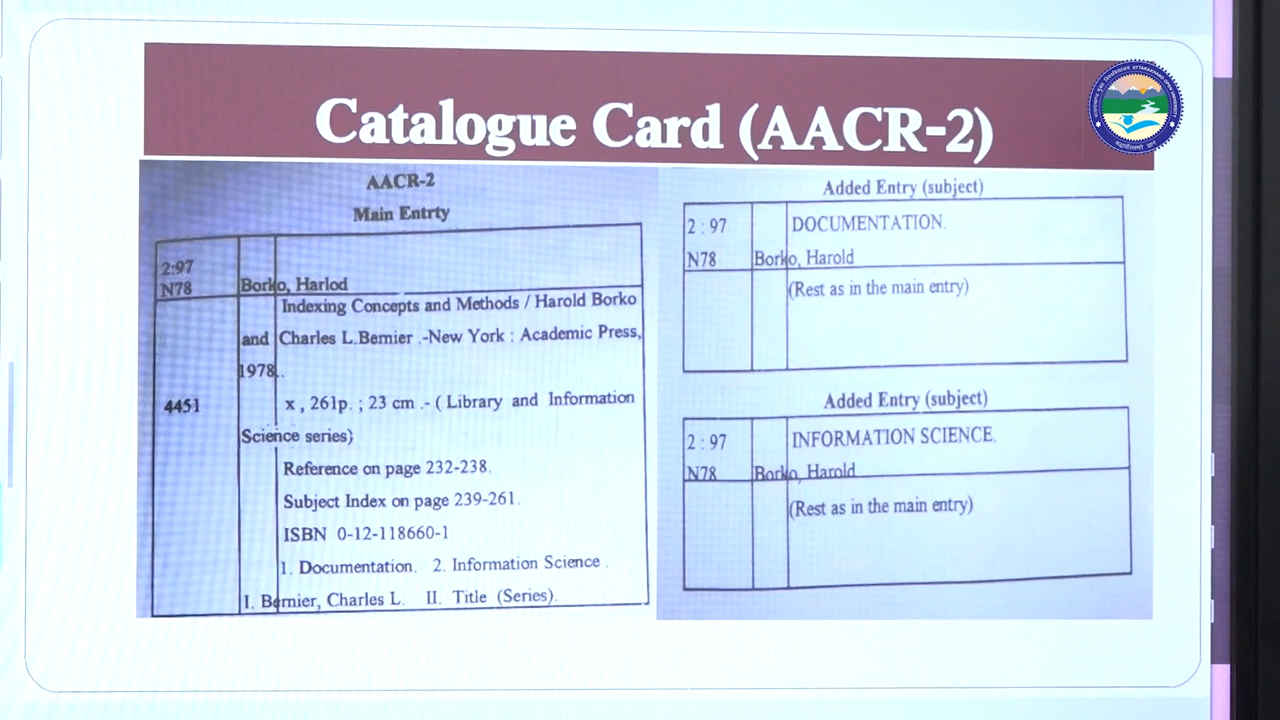 Catalogue Card (AACR-2)
AACR-2
Main Entrty
2:97
N78 Borko, Harlod
Indexing Concepts and Methods / Harold Borko
and Charles L.Bernier .-New York : Academic Press,
1978..
4451 x , 261p. ; 23 cm .- ( Library and Information
Science series)
Reference on page 232-238.
Subject Index on page 239-261.
ISBN 0-12-118660-1
1. Documentation. 2. Information Science .
I. Bernier, Charles L. II. Title (Series).
Added Entry (subject)
2 : 97 DOCUMENTATION.
N78 Borko, Harold
(Rest as in the main entry)
Added Entry (subject)
2 : 97 INFORMATION SCIENCE.
N78 Borko, Harold
(Rest as in the main entry)